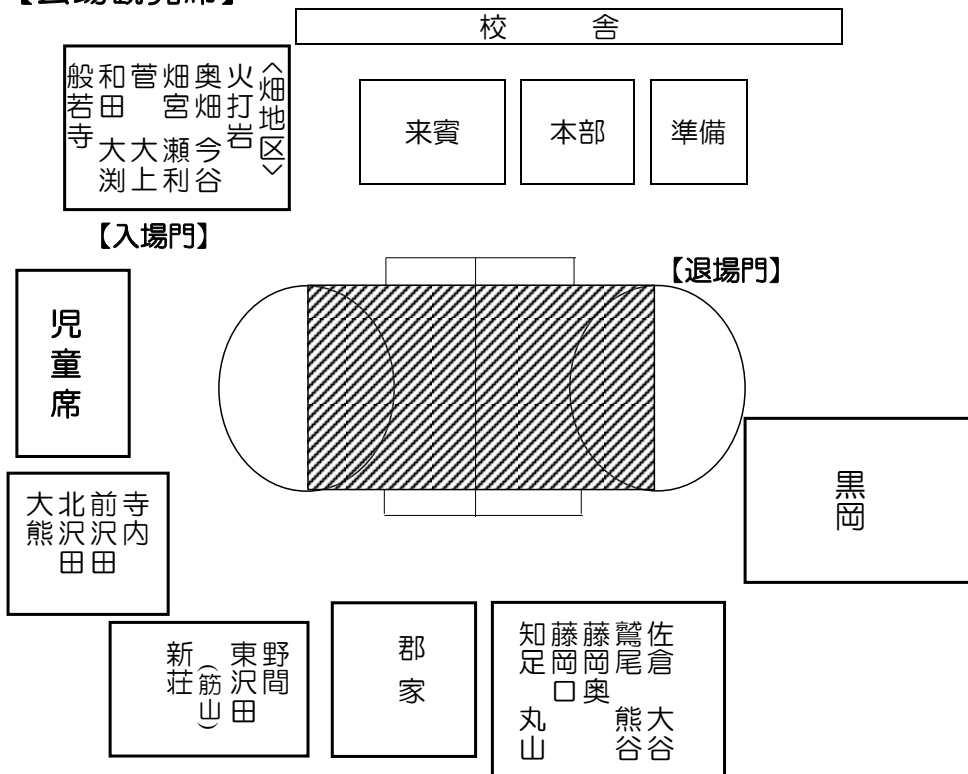 校舎
〈畑地区〉
火打岩
奥畑 今谷
畑宮 瀬利
菅 大上
和田 大渕
般若寺
来賓
本部
準備
【入場門】
【退場門】
児童席
黒岡
寺内
前沢田
北沢田
大熊
野間
東沢田
(筋山)
新荘
郡家
佐倉 大谷
鷲尾 熊谷
藤岡奥
藤岡口
知足 丸山